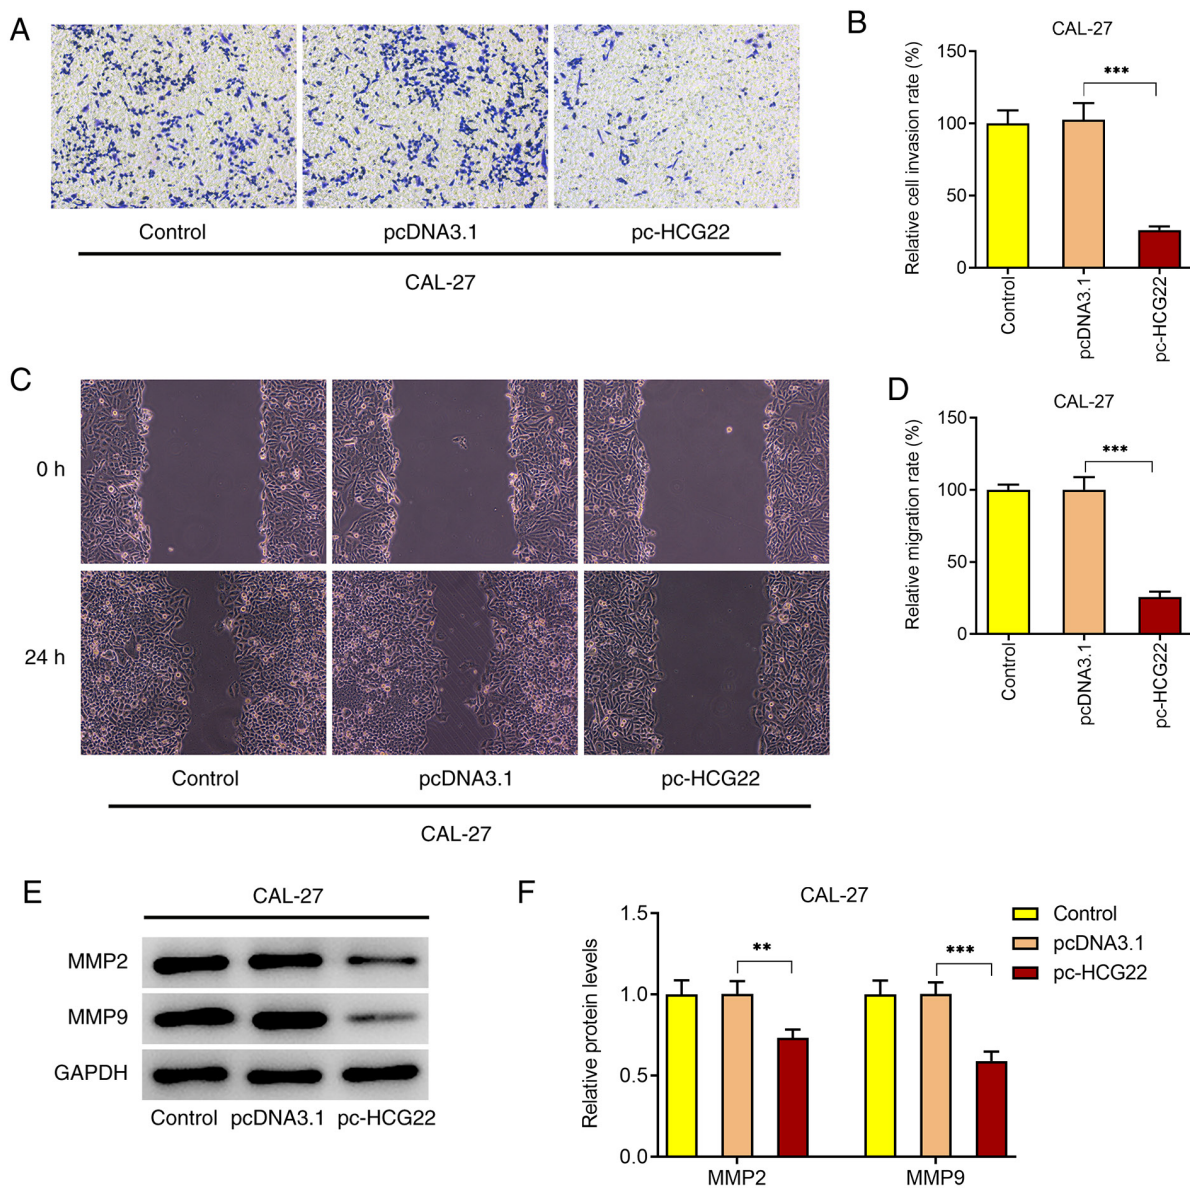 A
Control pcDNA3.1 pc-HCG22
CAL-27
B
CAL-27
Relative cell invasion rate (%)
150
100
50
0
***
Control pcDNA3.1 pc-HCG22
C
0 h
24 h
Control pcDNA3.1 pc-HCG22
CAL-27
D
CAL-27
Relative migration rate (%)
150
100
50
0
***
Control pcDNA3.1 pc-HCG22
E
CAL-27
MMP2
MMP9
GAPDH
Control pcDNA3.1 pc-HCG22
F
CAL-27
Relative protein levels
1.5
1.0
0.5
0.0
** ***
MMP2 MMP9
Control
pcDNA3.1
pc-HCG22